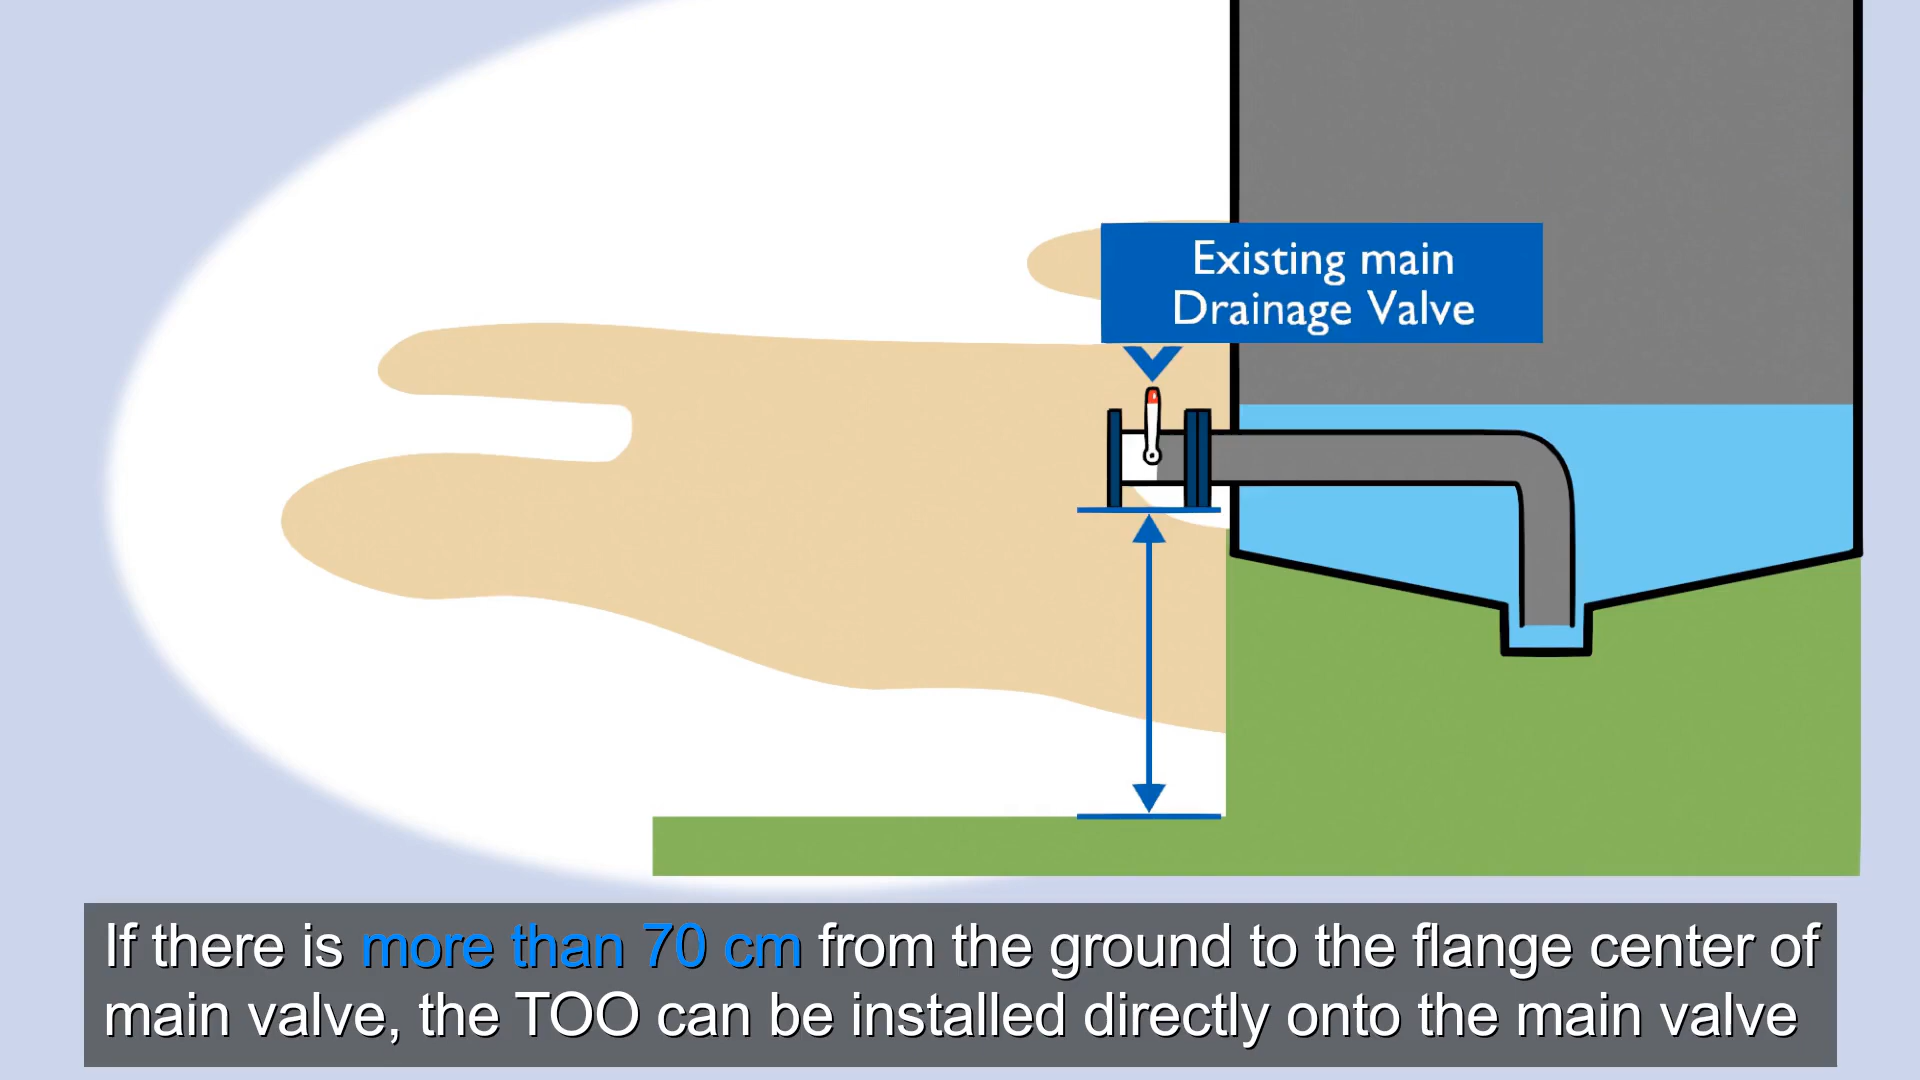 Existing main
Drainage Valve
If there is more than 70 cm from the ground to the flange center of
main valve, the TOO can be installed directly onto the main valve